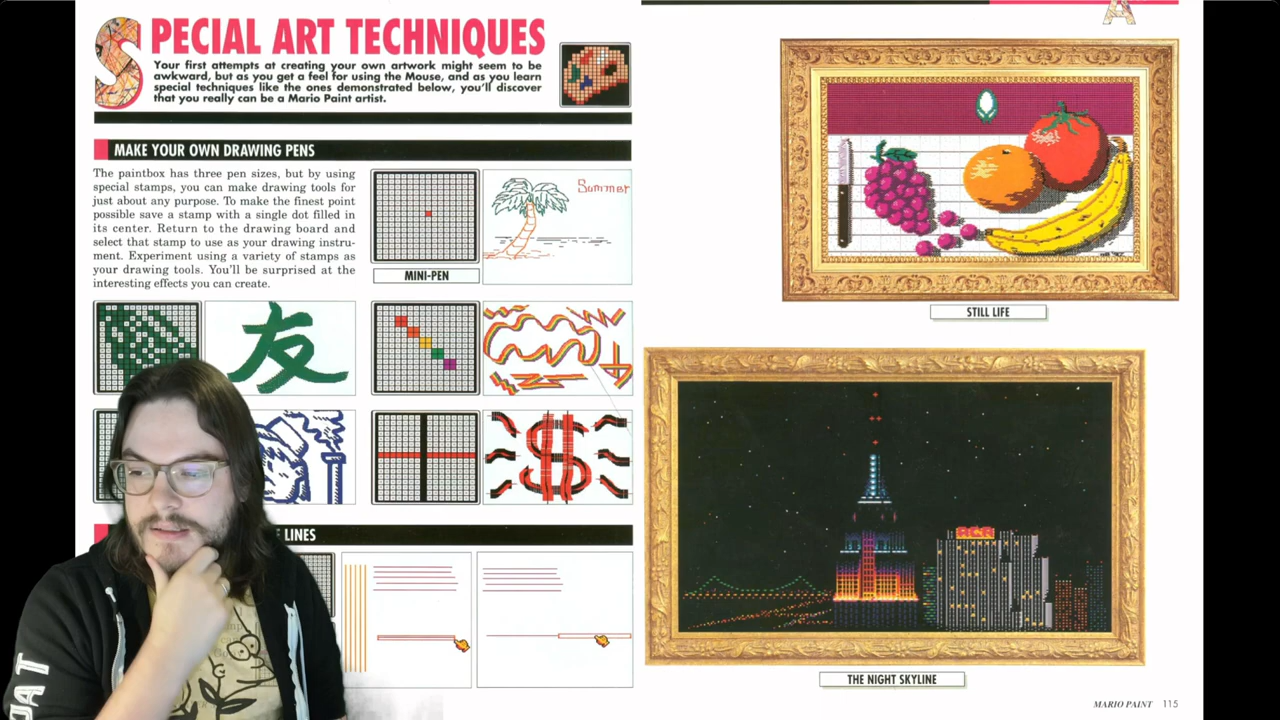 SPECIAL ART TECHNIQUES
Your first attempts at creating your own artwork might seem to be
awkward, but as you get a feel for using the Mouse, and as you learn
special techniques like the ones demonstrated below, you'll discover
that you really can be a Mario Paint artist.
MAKE YOUR OWN DRAWING PENS
The paintbox has three pen sizes, but by using
special stamps, you can make drawing tools for
just about any purpose. To make the finest point
possible save a stamp with a single dot filled in
its center. Return to the drawing board and
select that stamp to use as your drawing instru-
ment. Experiment using a variety of stamps as
your drawing tools. You'll be surprised at the
interesting effects you can create.
Summer
MINI-PEN
友
$
LINES
A
STILL LIFE
RCA
THE NIGHT SKYLINE
MARIO PAINT 115